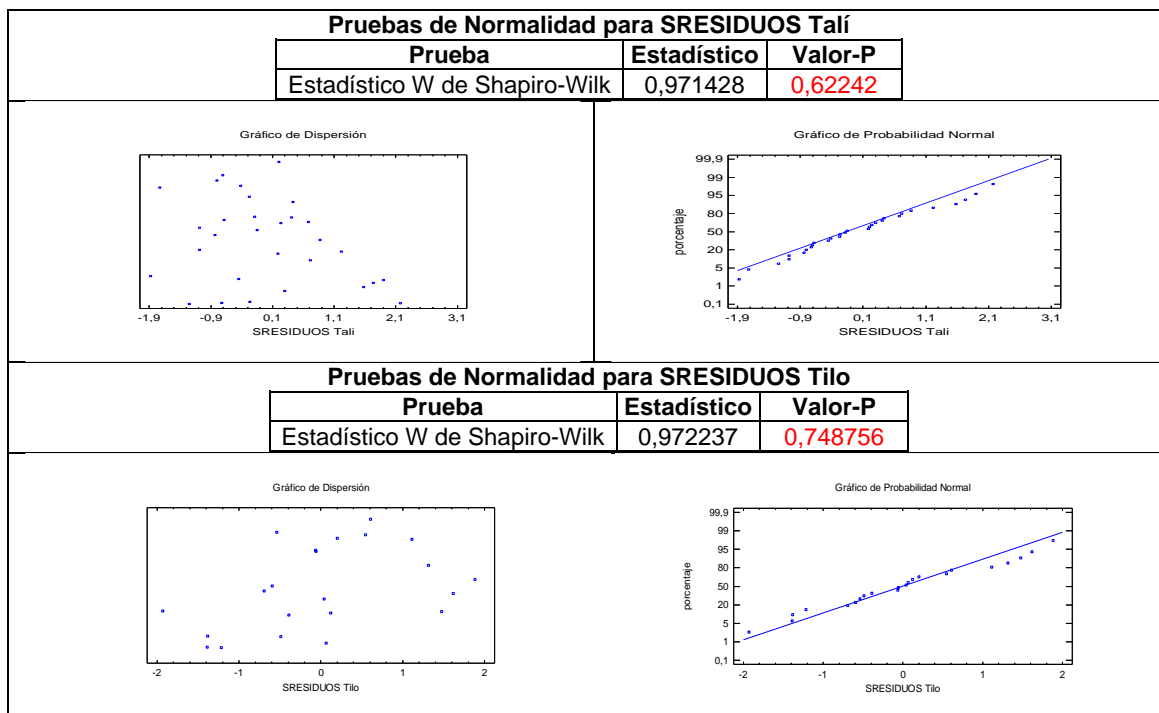 Pruebas de Normalidad para SRESIDUOS Talí
Prueba Estadístico Valor-P
Estadístico W de Shapiro-Wilk 0,971428 0,62242
Gráfico de Dispersión
-1,9 -0,9 0,1 1,1 2,1 3,1
SRESIDUOS Tali
Gráfico de Probabilidad Normal
porcentaje
99,9
99
95
80
50
20
5
1
0,1
-1,9 -0,9 0,1 1,1 2,1 3,1
SRESIDUOS Tali
Pruebas de Normalidad para SRESIDUOS Tilo
Prueba Estadístico Valor-P
Estadístico W de Shapiro-Wilk 0,972237 0,748756
Gráfico de Dispersión
-2 -1 0 1 2
SRESIDUOS Tilo
Gráfico de Probabilidad Normal
porcentaje
99,9
99
95
80
50
20
5
1
0,1
-2 -1 0 1 2
SRESIDUOS Tilo